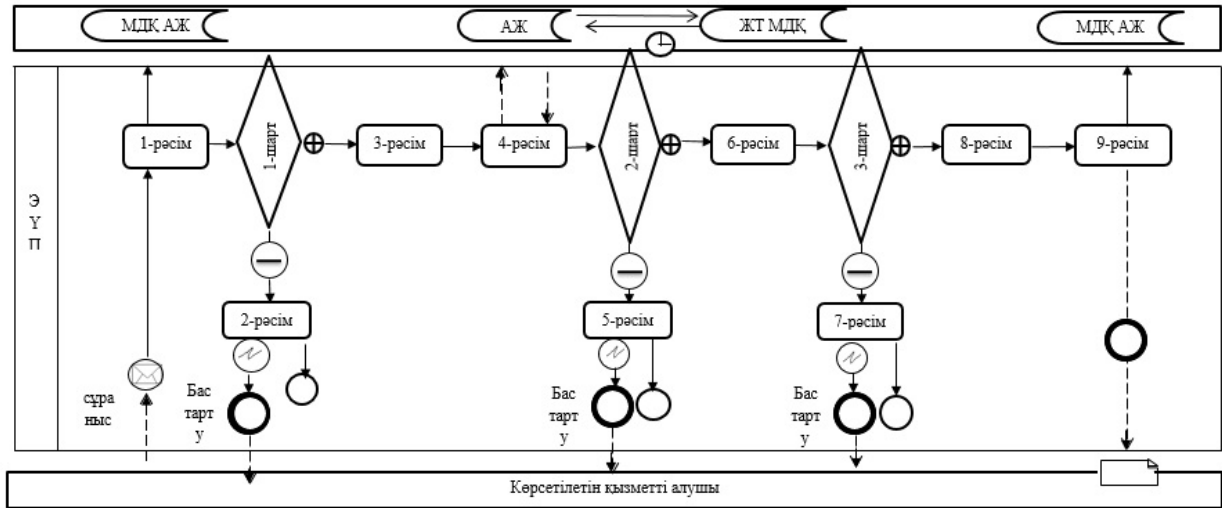 МДҚ АЖ
АЖ
ЖТ МДҚ
МДҚ АЖ
1-рәсім
1-шарт
3-рәсім
4-рәсім
2-шарт
6-рәсім
3-шарт
8-рәсім
9-рәсім
Э
Ү
П
2-рәсім
5-рәсім
7-рәсім
сұра
ныс
Бас
тарт
у
Бас
тарт
у
Бас
тарт
у
Көрсетілетін қызметті алушы